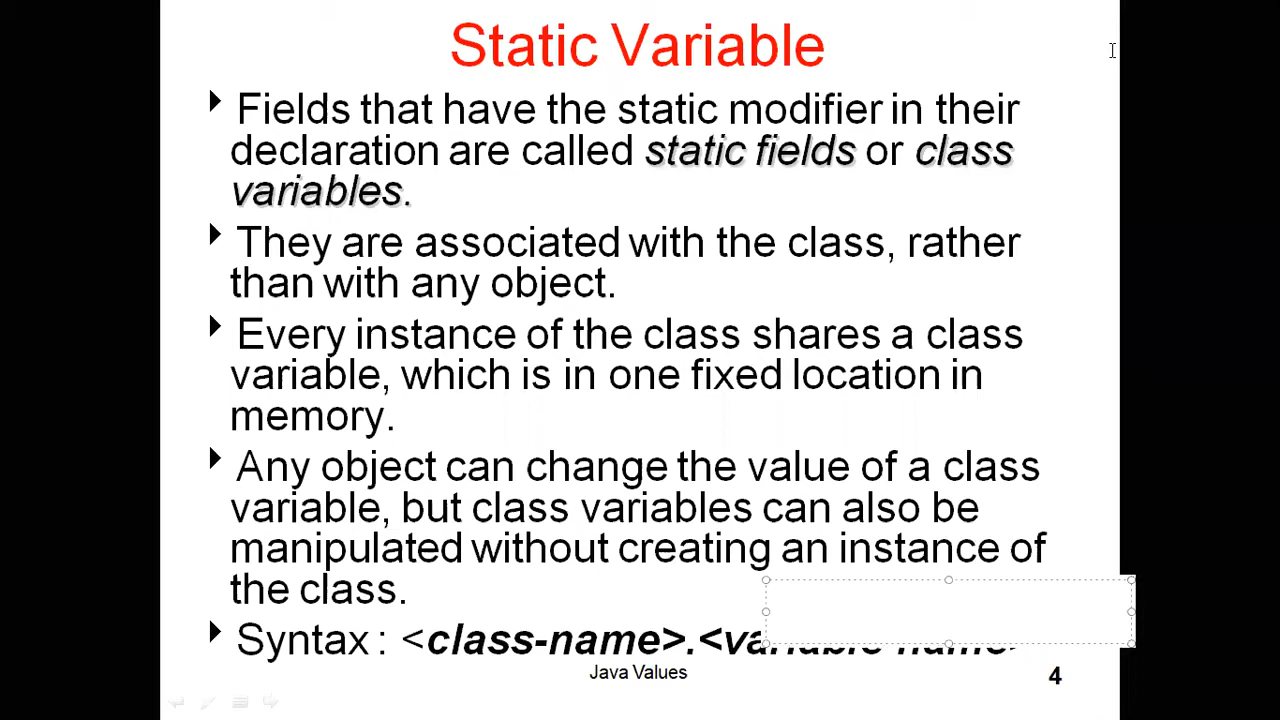 Static Variable
Fields that have the static modifier in their
declaration are called static fields or class
variables.
They are associated with the class, rather
than with any object.
Every instance of the class shares a class
variable, which is in one fixed location in
memory.
Any object can change the value of a class
variable, but class variables can also be
manipulated without creating an instance of
the class.
Syntax : <class-name>.<variable-name>
Java Values
4